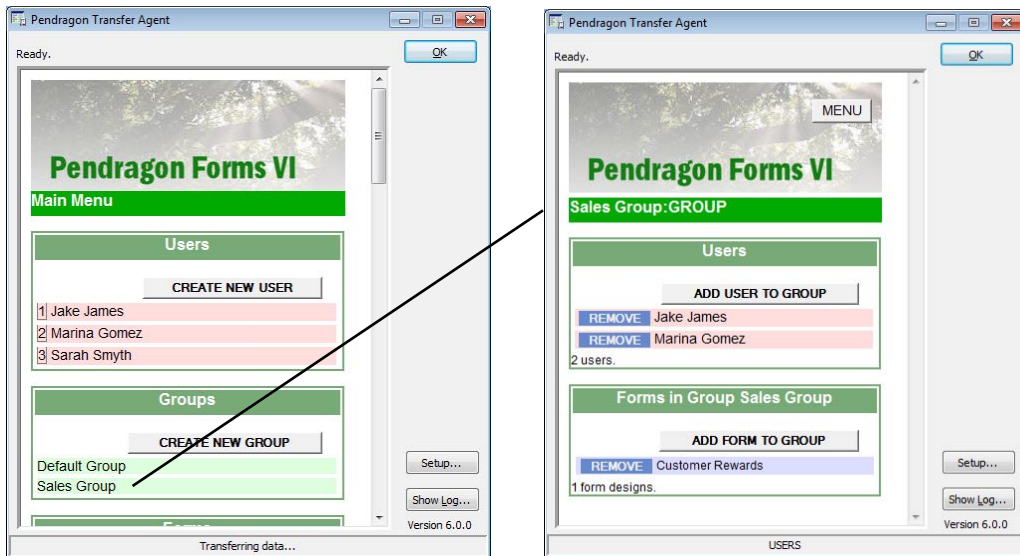 Pendragon Transfer Agent
Ready.
OK
Pendragon Forms VI
Main Menu
Users
CREATE NEW USER
1 Jake James
2 Marina Gomez
3 Sarah Smyth
Groups
CREATE NEW GROUP
Default Group
Sales Group
Forms
Setup...
Show Log...
Version 6.0.0
Transferring data...
Pendragon Transfer Agent
Ready.
OK
MENU
Pendragon Forms VI
Sales Group:GROUP
Users
ADD USER TO GROUP
REMOVE Jake James
REMOVE Marina Gomez
2 users.
Forms in Group Sales Group
ADD FORM TO GROUP
REMOVE Customer Rewards
1 form designs.
Setup...
Show Log...
Version 6.0.0
USERS